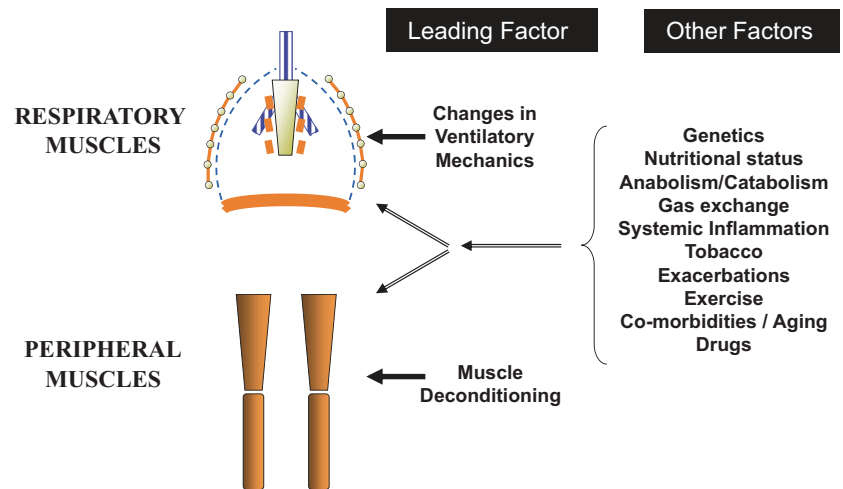 Leading Factor
Other Factors
RESPIRATORY
MUSCLES
Changes in
Ventilatory
Mechanics
Genetics
Nutritional status
Anabolism/Catabolism
Gas exchange
Systemic Inflammation
Tobacco
Exacerbations
Exercise
Co-morbidities / Aging
Drugs
PERIPHERAL
MUSCLES
Muscle
Deconditioning